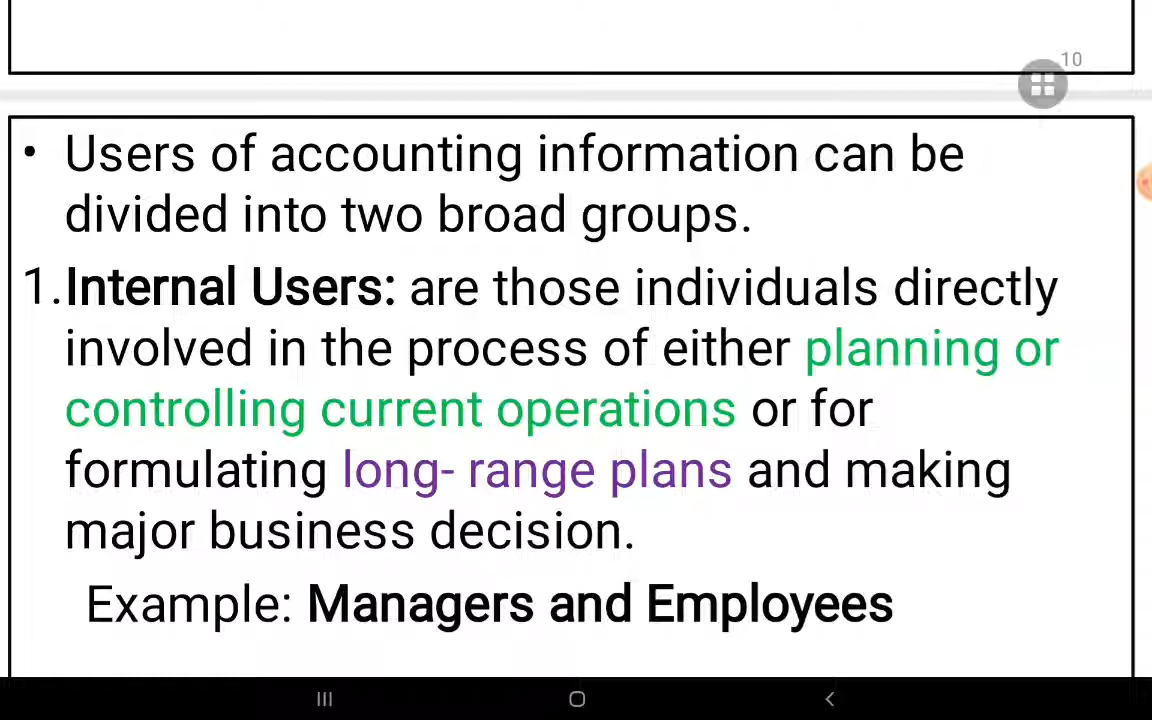 10
• Users of accounting information can be
divided into two broad groups.
1. Internal Users: are those individuals directly
involved in the process of either planning or
controlling current operations or for
formulating long- range plans and making
major business decision.
Example: Managers and Employees